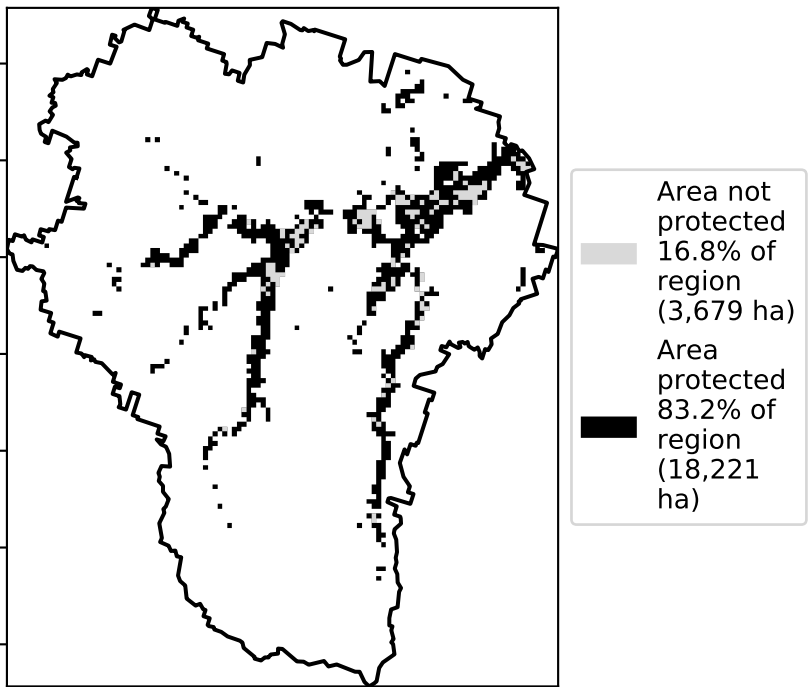 Area not
protected
16.8% of
region
(3,679 ha)
Area
protected
83.2% of
region
(18,221
ha)